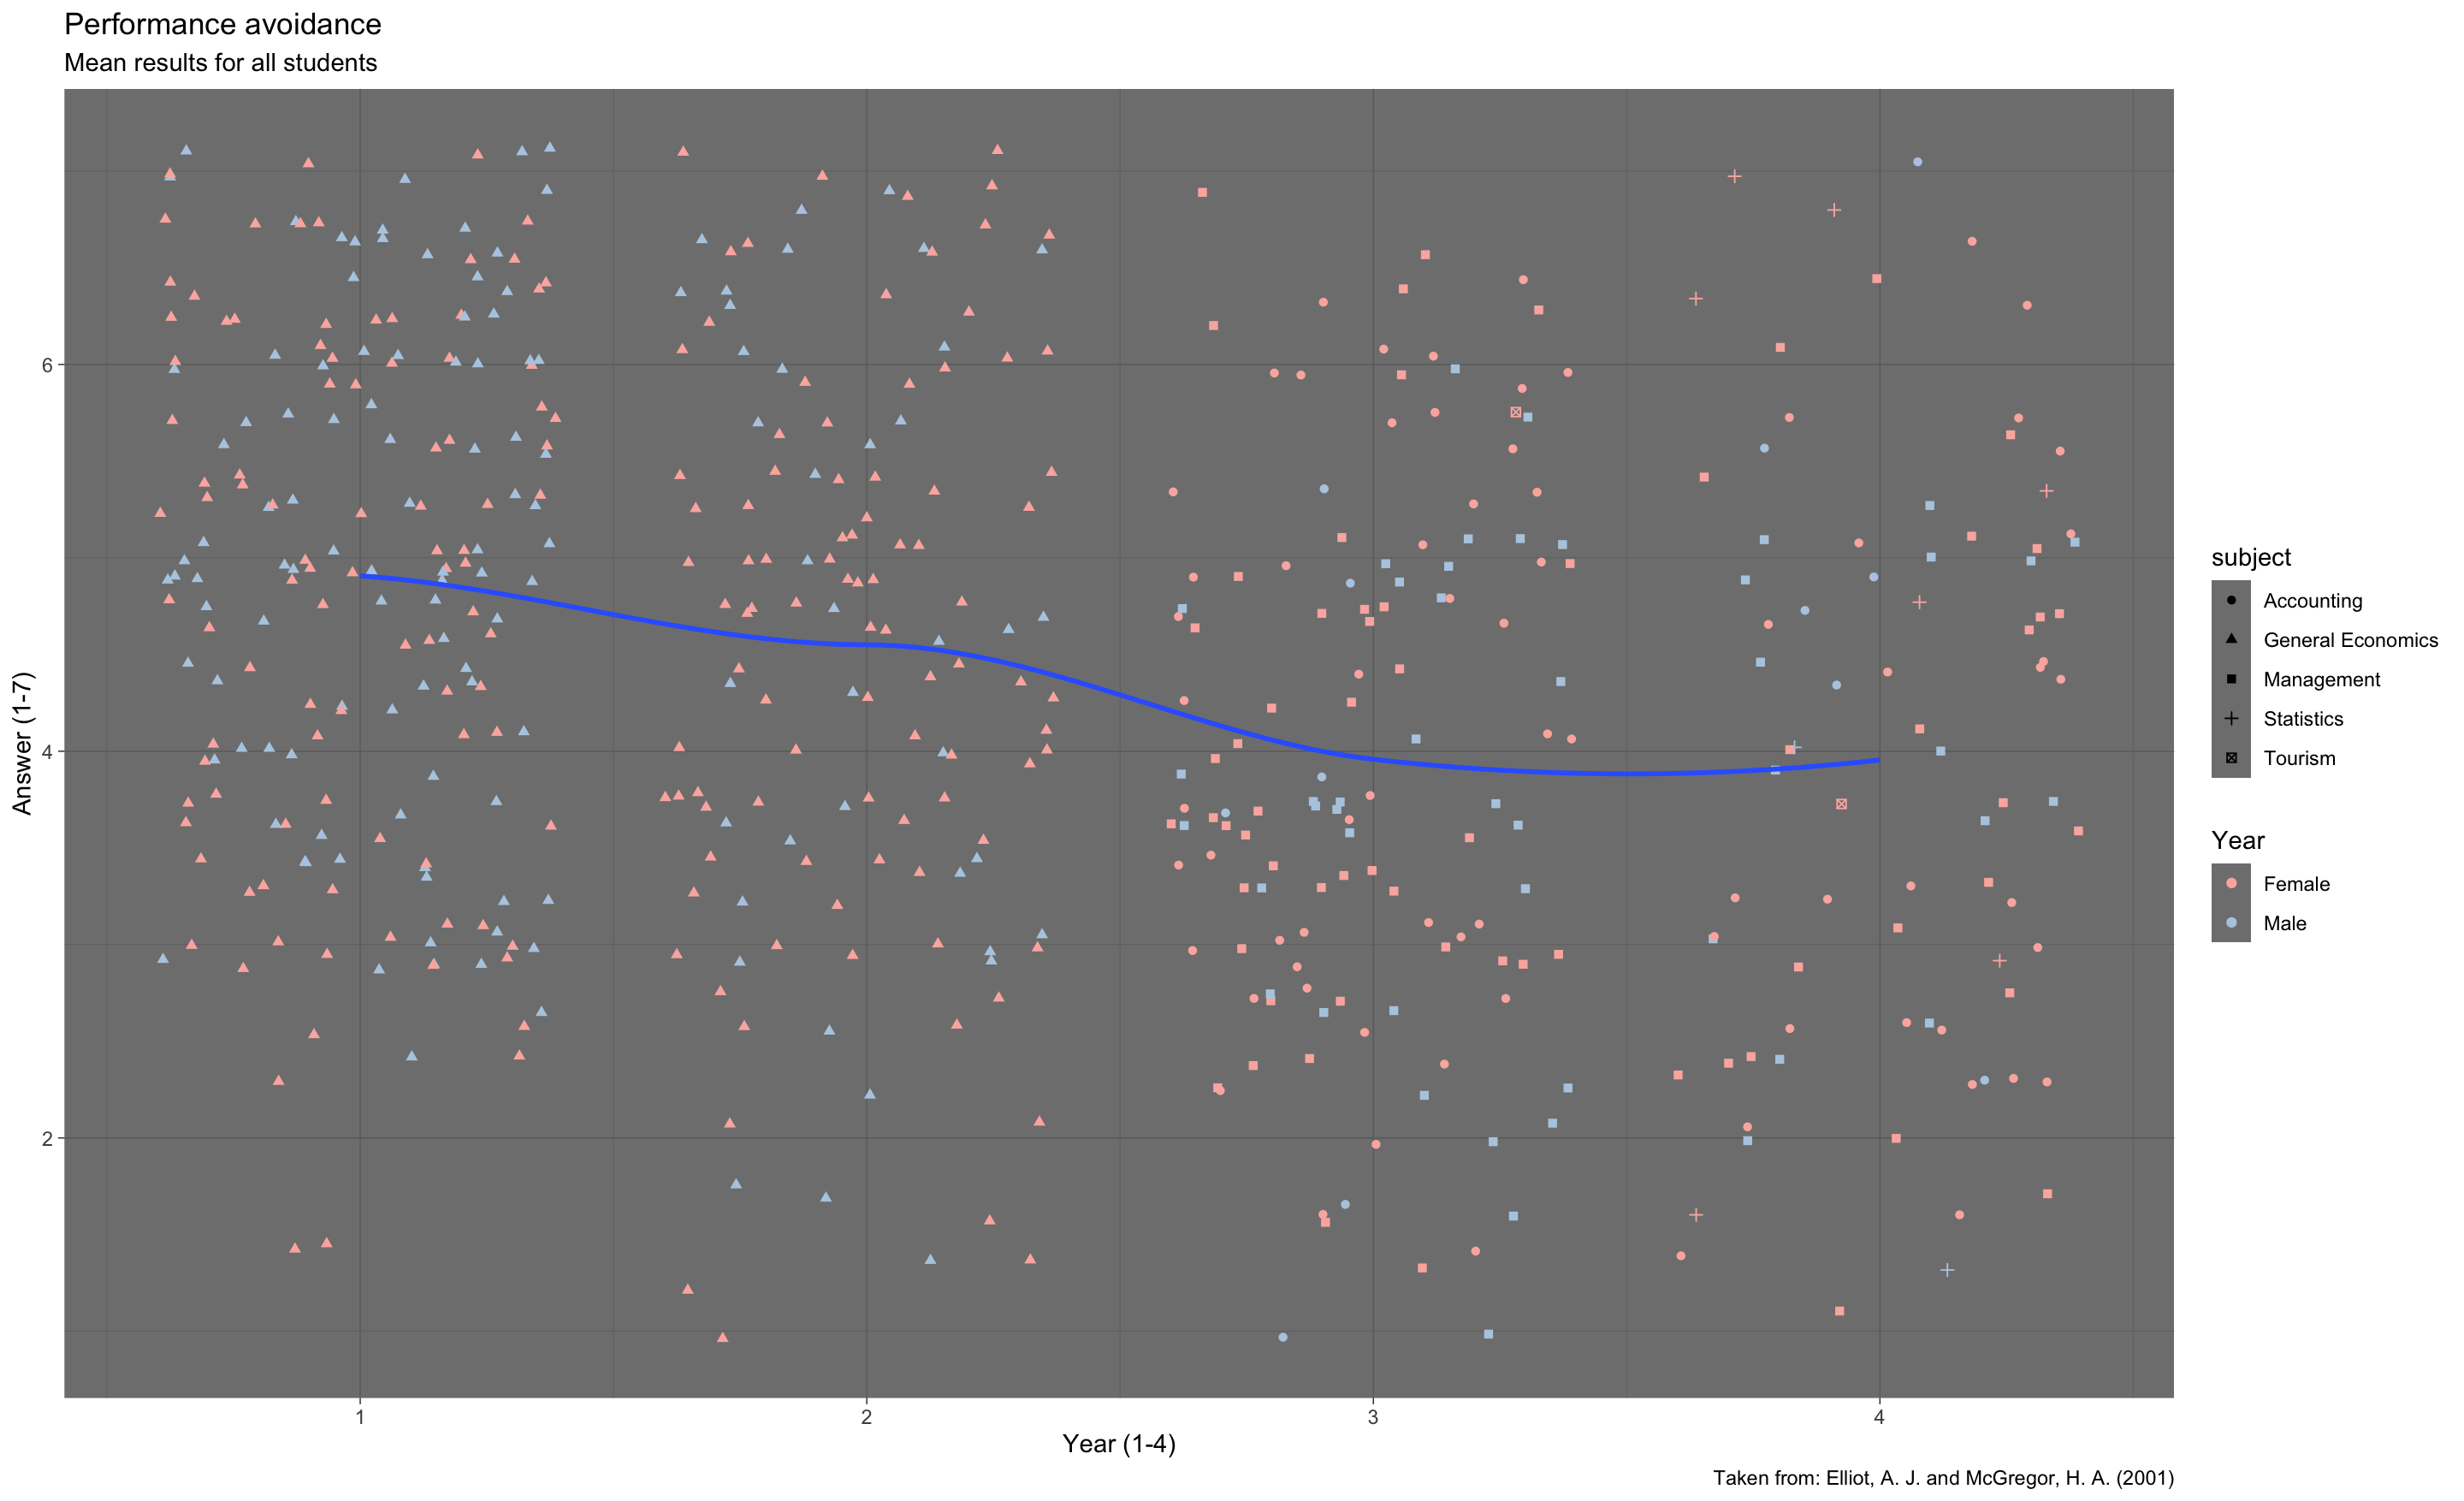 Performance avoidance
Mean results for all students
Answer (1-7)
6
4
2
1
2
3
4
Year (1-4)
subject
Accounting
General Economics
Management
Statistics
Tourism
Year
Female
Male
Taken from: Elliot, A. J. and McGregor, H. A. (2001)